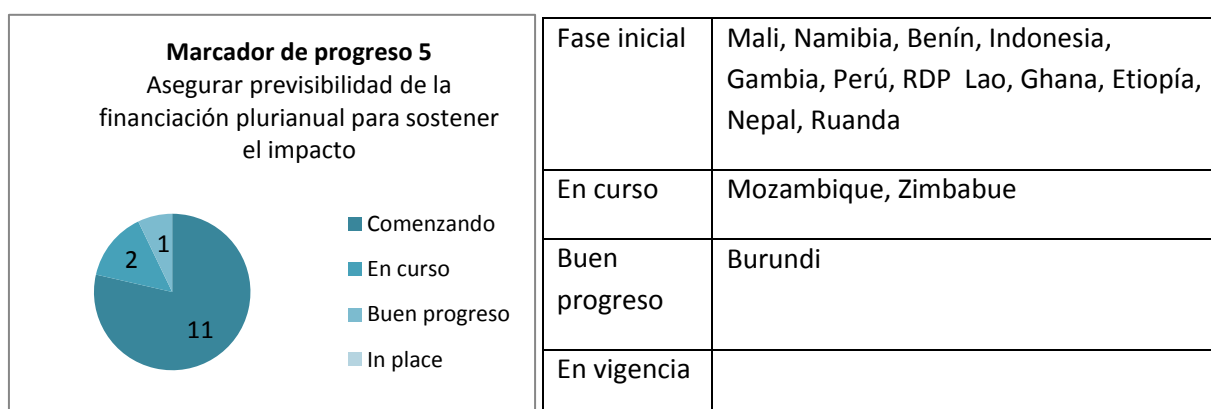 Marcador de progreso 5
Asegurar previsibilidad de la
financiación plurianual para sostener
el impacto
1
2
11
Comenzando
En curso
Buen progreso
In place
Fase inicial
Mali, Namibia, Benín, Indonesia,
Gambia, Perú, RDP Lao, Ghana, Etiopía,
Nepal, Ruanda
En curso
Mozambique, Zimbabue
Buen
progreso
Burundi
En vigencia